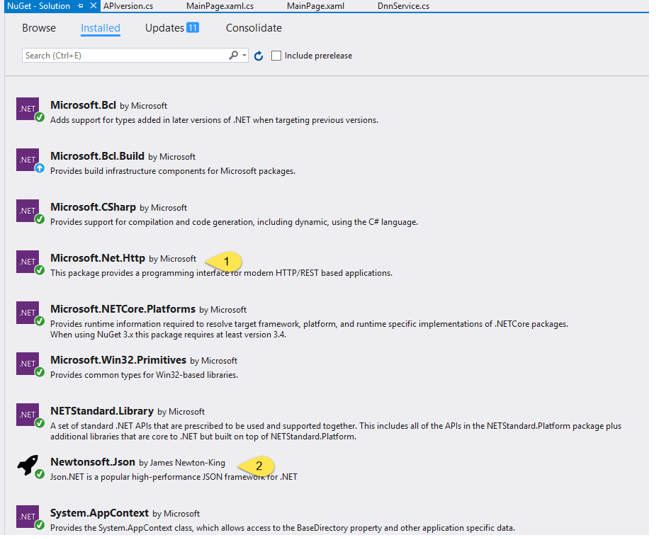 NuGet - Solution APIversion.cs MainPage.xaml.cs MainPage.xaml DnnService.cs
Browse Installed Updates 11 Consolidate
Search (Ctrl+E) Include prerelease
.NET Microsoft.Bcl by Microsoft
Adds support for types added in later versions of .NET when targeting previous versions.
.NET Microsoft.Bcl.Build by Microsoft
Provides build infrastructure components for Microsoft packages.
.NET Microsoft.CSharp by Microsoft
Provides support for compilation and code generation, including dynamic, using the C# language.
.NET Microsoft.Net.Http by Microsoft 1
This package provides a programming interface for modern HTTP/REST based applications.
.NET Microsoft.NETCore.Platforms by Microsoft
Provides runtime information required to resolve target framework, platform, and runtime specific implementations of .NETCore packages.
When using NuGet 3.x this package requires at least version 3.4.
.NET Microsoft.Win32.Primitives by Microsoft
Provides common types for Win32-based libraries.
.NET NETStandard.Library by Microsoft
A set of standard .NET APIs that are prescribed to be used and supported together. This includes all of the APIs in the NETStandard.Platform package plus
additional libraries that are core to .NET but built on top of NETStandard.Platform.
Newtonsoft.Json by James Newton-King 2
Json.NET is a popular high-performance JSON framework for .NET
.NET System.AppContext by Microsoft
Provides the System.AppContext class, which allows access to the BaseDirectory property and other application specific data.